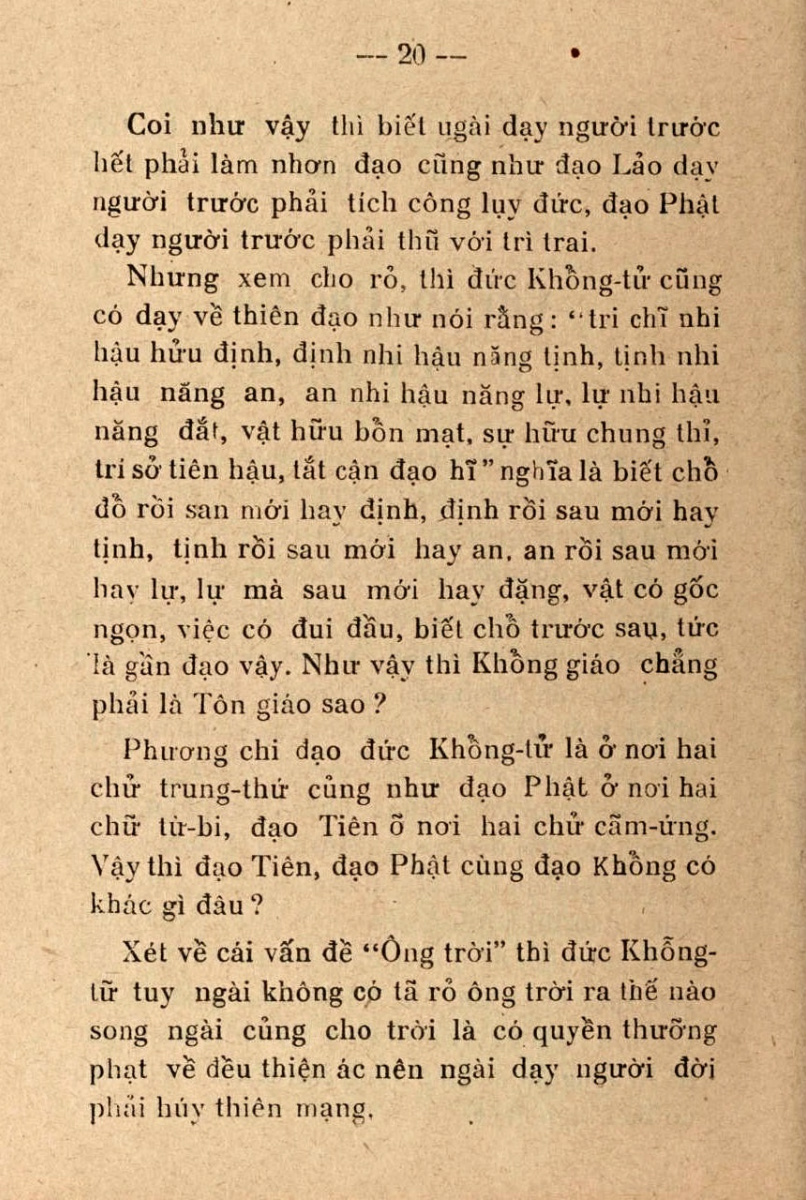 — 20 —
Coi như vậy thì biết ngài dạy người trước
hết phải làm nhơn đạo cũng như đạo Lảo dạy
người trước phải tích công lụy đức, đạo Phật
dạy người trước phải thũ với trì trai.
Nhưng xem cho rỏ, thì đức Khổng-tử cũng
có dạy về thiên đạo như nói rằng: “tri chĩ nhi
hậu hửu định, định nhi hậu năng tịnh, tịnh nhi
hậu năng an, an nhi hậu năng lự, lự nhi hậu
năng đắt, vật hữu bổn mạt, sự hữu chung thỉ,
tri sở tiên hậu, tắt cận đạo hĩ” nghĩa là biết chổ
đổ rồi san mới hay định, định rồi sau mới hay
tịnh, tịnh rồi sau mới hay an, an rồi sau mới
hay lự, lự mà sau mới hay đặng, vật có gốc
ngọn, việc có đui đầu, biết chổ trước sau, tức
là gần đạo vậy. Như vậy thì Khổng giáo chẳng
phải là Tôn giáo sao ?
Phương chi dạo đức Khổng-tử là ở nơi hai
chử trung-thứ củng như đạo Phật ở nơi hai
chữ từ-bi, đạo Tiên ỡ nơi hai chử cãm-ứng.
Vậy thì đạo Tiên, đạo Phật cùng đạo Khổng có
khác gì đâu ?
Xét về cái vấn đề “Ông trời” thì đức Khỗng-
tữ tuy ngài không có tã rỏ ông trời ra thế nào
song ngài củng cho trời là có quyền thưỡng
phạt về dều thiện ác nên ngài dạy người đời
phải húy thiên mạng.